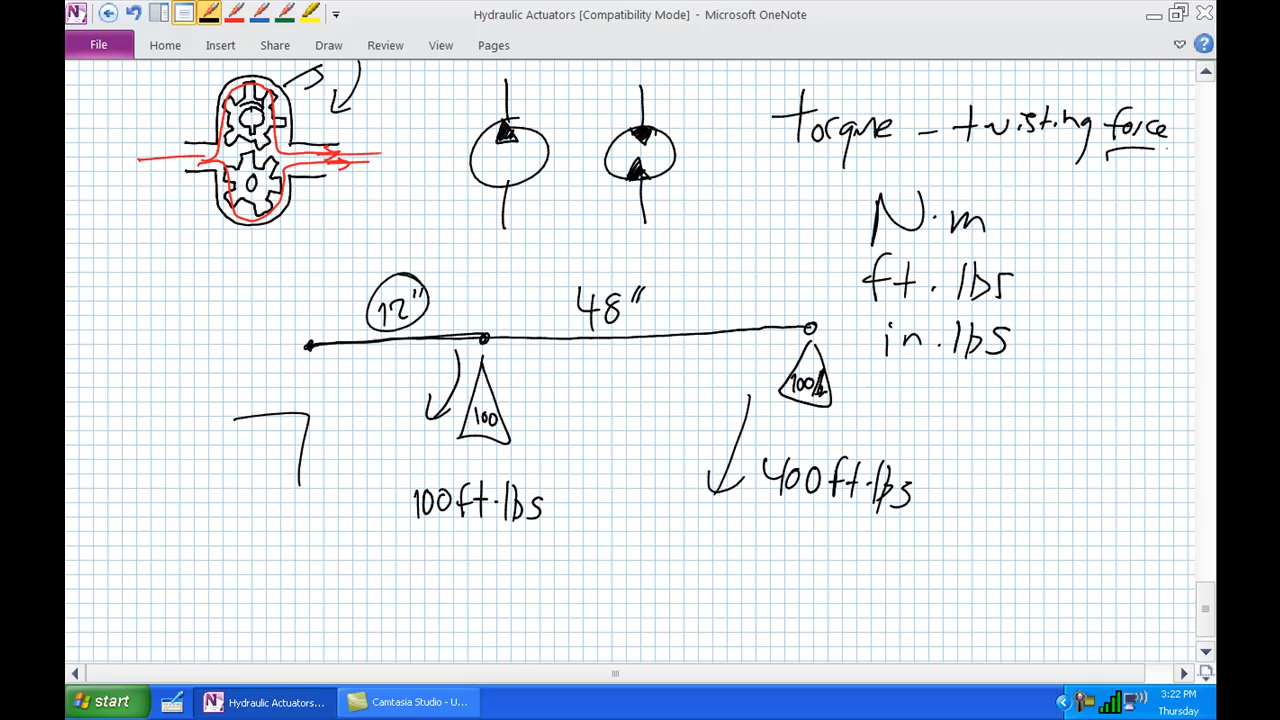 Hydraulic Actuators [Compatibility Mode] - Microsoft OneNote
File Home Insert Share Draw Review View Pages
torque - twisting force
N·m
ft·lbs
in·lbs
12" 48"
100 100
100ft·lbs 400ft·lbs
start Hydraulic Actuators... Camtasia Studio - U... 3:22 PM
Thursday